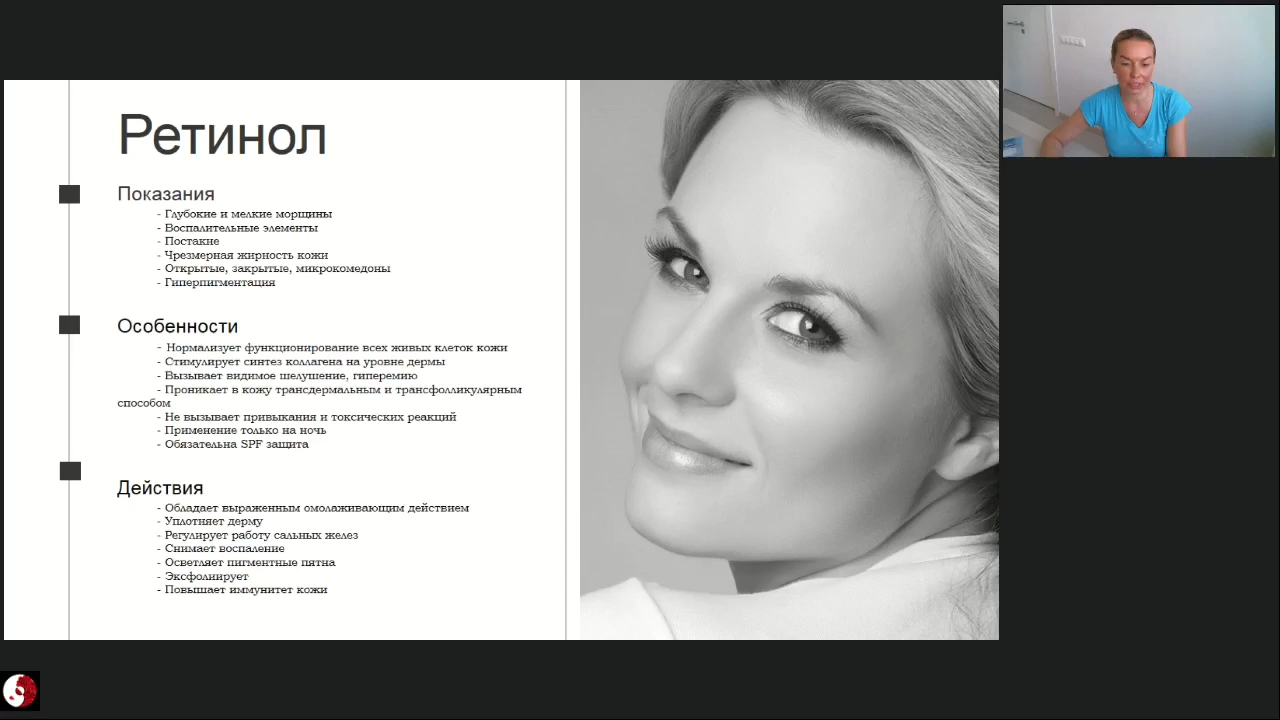 Ретинол
Показания
- Глубокие и мелкие морщины
- Воспалительные элементы
- Постакне
- Чрезмерная жирность кожи
- Открытые, закрытые, микрокомедоны
- Гиперпигментация
Особенности
- Нормализует функционирование всех живых клеток кожи
- Стимулирует синтез коллагена на уровне дермы
- Вызывает видимое шелушение, гиперемию
- Проникает в кожу трансдермальным и трансфолликулярным
способом
- Не вызывает привыкания и токсических реакций
- Применение только на ночь
- Обязательна SPF защита
Действия
- Обладает выраженным омолаживающим действием
- Уплотняет дерму
- Регулирует работу сальных желез
- Снимает воспаление
- Осветляет пигментные пятна
- Эксфолиирует
- Повышает иммунитет кожи